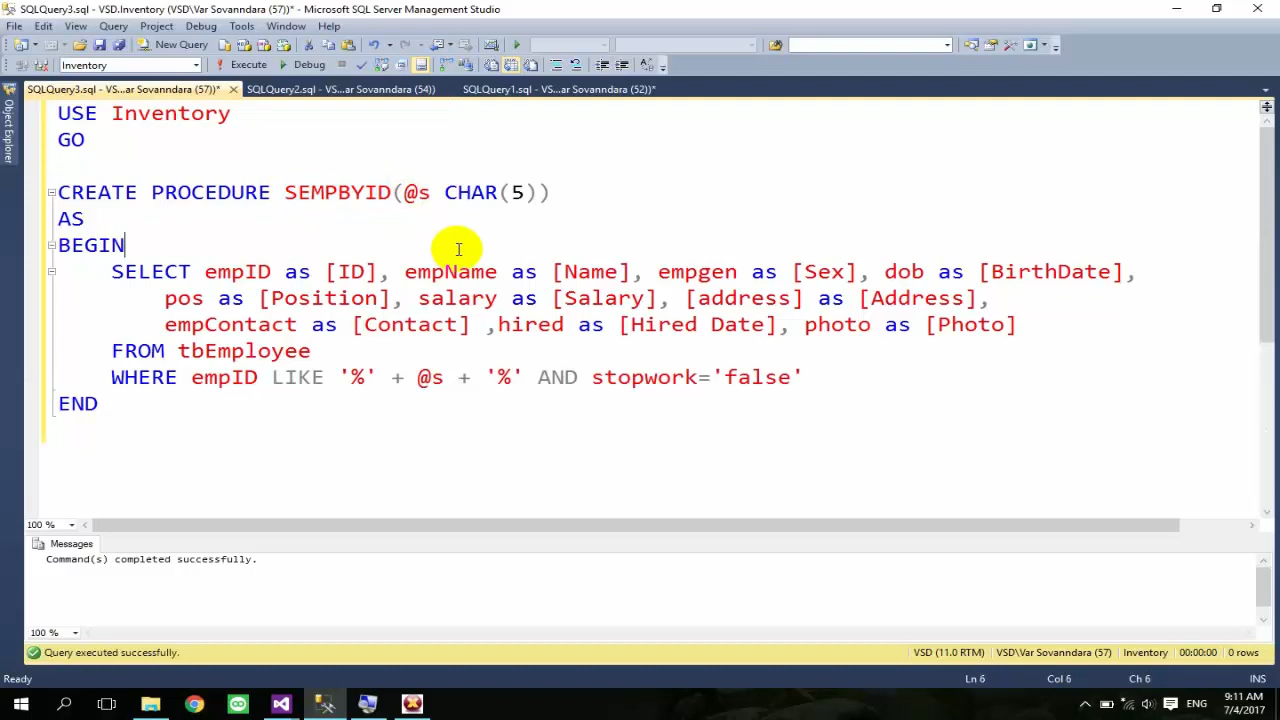 SQLQuery3.sql - VSD.Inventory (VSD\Var Sovanndara (57))* - Microsoft SQL Server Management Studio
File Edit View Query Project Debug Tools Window Help
New Query
Inventory Execute Debug
SQLQuery3.sql - VS...ar Sovanndara (57))* SQLQuery2.sql - VS...ar Sovanndara (54)) SQLQuery1.sql - VS...ar Sovanndara (52))*
Object Explorer
USE Inventory
GO
CREATE PROCEDURE SEMPBYID(@s CHAR(5))
AS
BEGIN
SELECT empID as [ID], empName as [Name], empgen as [Sex], dob as [BirthDate],
pos as [Position], salary as [Salary], [address] as [Address],
empContact as [Contact] ,hired as [Hired Date], photo as [Photo]
FROM tbEmployee
WHERE empID LIKE '%' + @s + '%' AND stopwork='false'
END
100 %
Messages
Command(s) completed successfully.
100 %
Query executed successfully. VSD (11.0 RTM) VSD\Var Sovanndara (57) Inventory 00:00:00 0 rows
Ready Ln 6 Col 6 Ch 6 INS
ENG 9:11 AM
7/4/2017